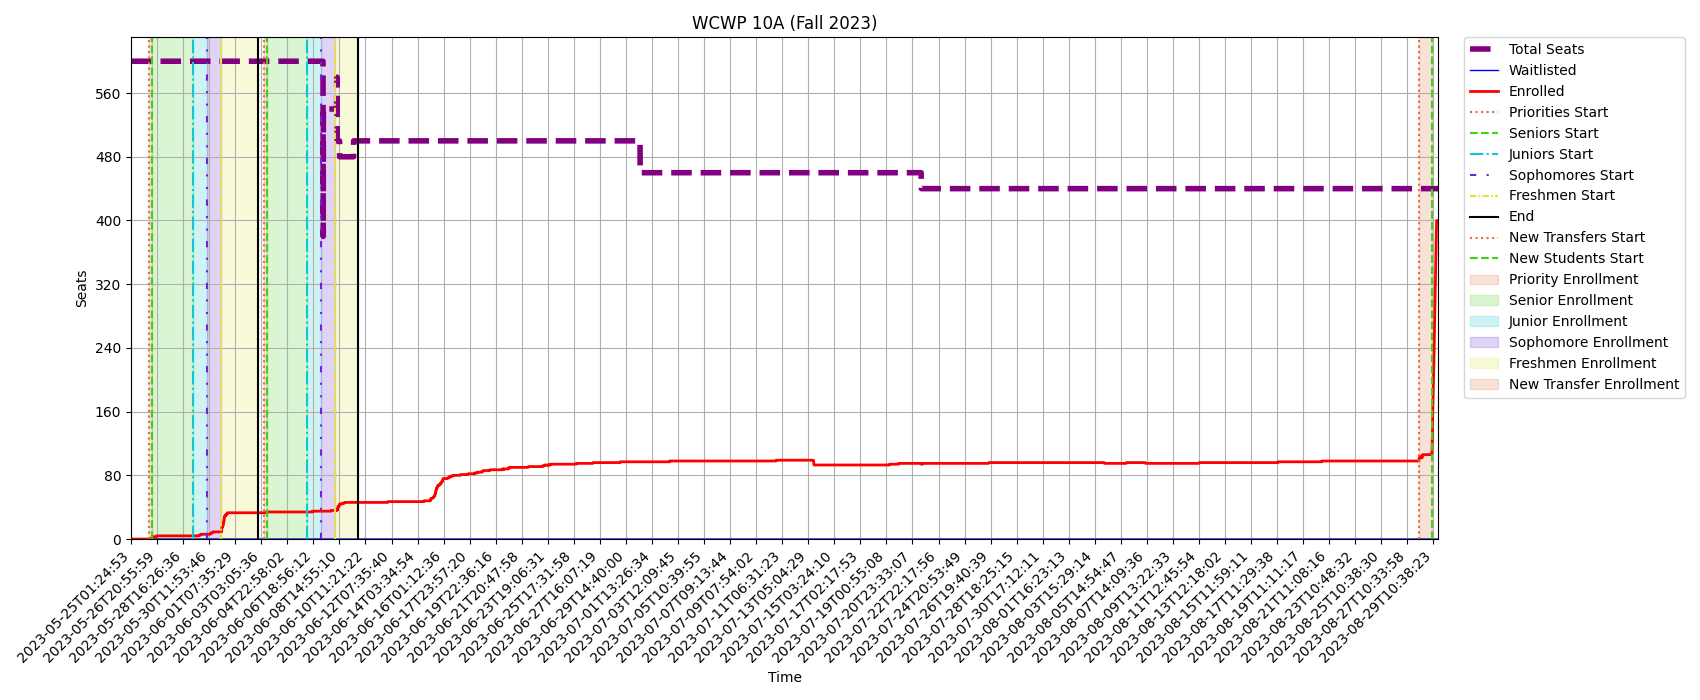 WCWP 10A (Fall 2023)
Total Seats
Waitlisted
Enrolled
Priorities Start
Seniors Start
Juniors Start
Sophomores Start
Freshmen Start
End
New Transfers Start
New Students Start
Priority Enrollment
Senior Enrollment
Junior Enrollment
Sophomore Enrollment
Freshmen Enrollment
New Transfer Enrollment
Seats
560
480
400
320
240
160
80
0
2023-05-25T01:24:53
2023-05-26T20:55:59
2023-05-28T16:26:36
2023-05-30T11:53:46
2023-06-01T07:35:29
2023-06-03T03:05:36
2023-06-04T22:58:02
2023-06-06T18:56:12
2023-06-08T14:55:10
2023-06-10T11:21:22
2023-06-12T07:35:40
2023-06-14T03:34:54
2023-06-16T01:12:36
2023-06-17T23:57:20
2023-06-19T22:36:16
2023-06-21T20:47:58
2023-06-23T19:06:31
2023-06-25T17:31:58
2023-06-27T16:07:19
2023-06-29T14:40:00
2023-07-01T13:26:34
2023-07-03T12:09:45
2023-07-05T10:39:55
2023-07-07T09:13:44
2023-07-09T07:54:02
2023-07-11T06:31:23
2023-07-13T05:04:29
2023-07-15T03:24:10
2023-07-17T02:17:53
2023-07-19T00:55:08
2023-07-20T23:33:07
2023-07-22T22:17:56
2023-07-24T20:53:49
2023-07-26T19:40:39
2023-07-28T18:25:15
2023-07-30T17:12:11
2023-08-01T16:23:13
2023-08-03T15:29:14
2023-08-05T14:54:47
2023-08-07T14:09:36
2023-08-09T13:22:33
2023-08-11T12:45:54
2023-08-13T12:18:02
2023-08-15T11:59:11
2023-08-17T11:29:38
2023-08-19T11:11:17
2023-08-21T11:08:16
2023-08-23T10:48:32
2023-08-25T10:38:30
2023-08-27T10:33:58
2023-08-29T10:38:23
Time